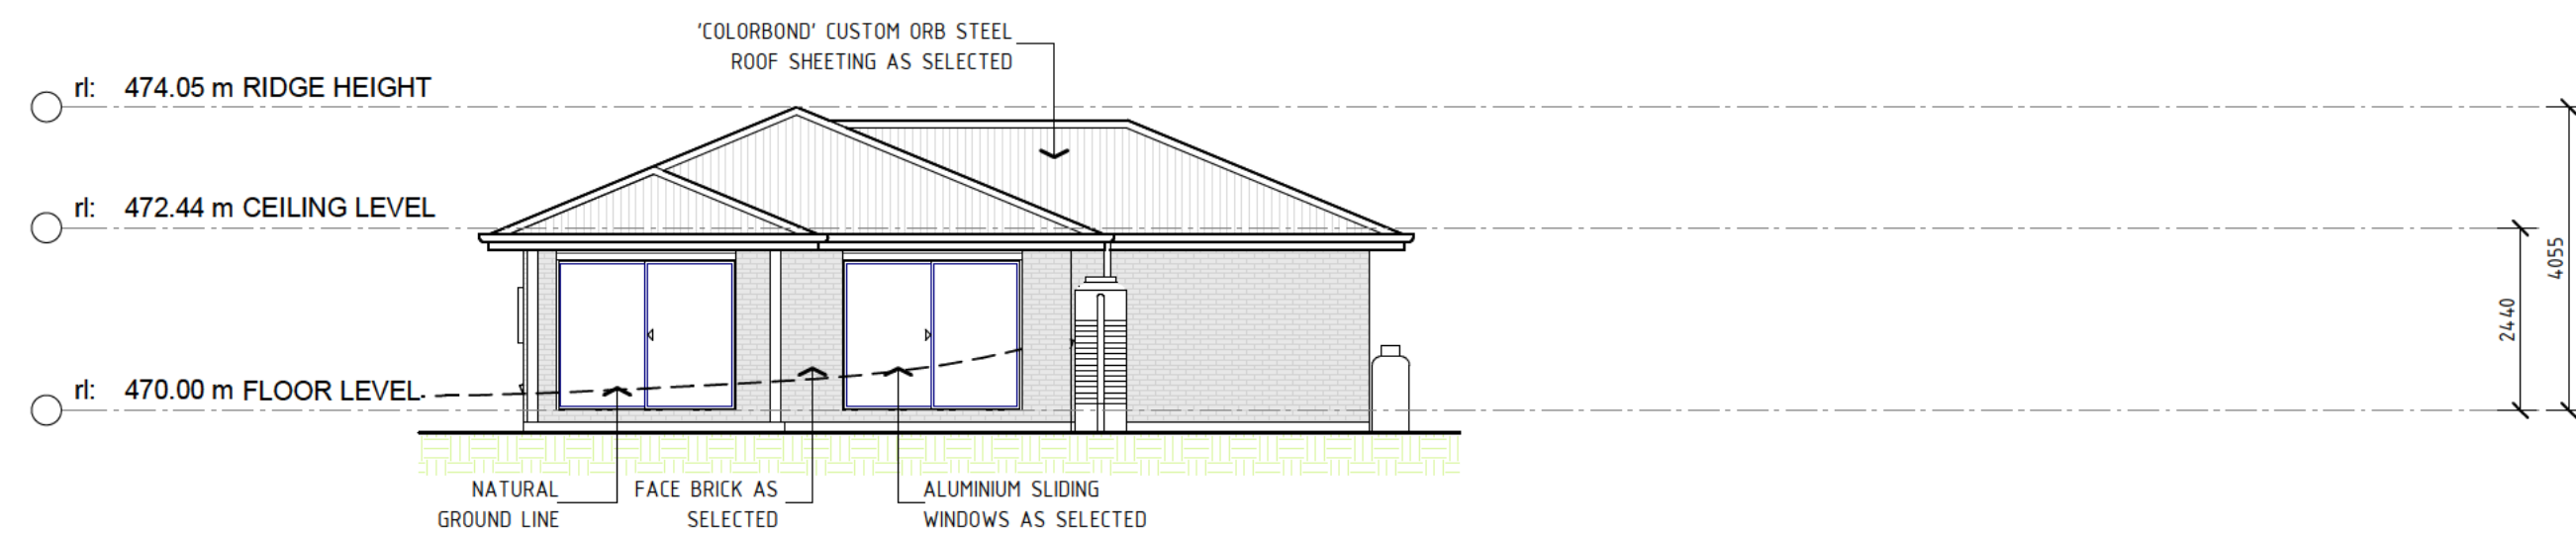 'COLORBOND' CUSTOM ORB STEEL
ROOF SHEETING AS SELECTED
rl: 474.05 m RIDGE HEIGHT
rl: 472.44 m CEILING LEVEL
rl: 470.00 m FLOOR LEVEL
4055
2440
NATURAL
GROUND LINE
FACE BRICK AS
SELECTED
ALUMINIUM SLIDING
WINDOWS AS SELECTED